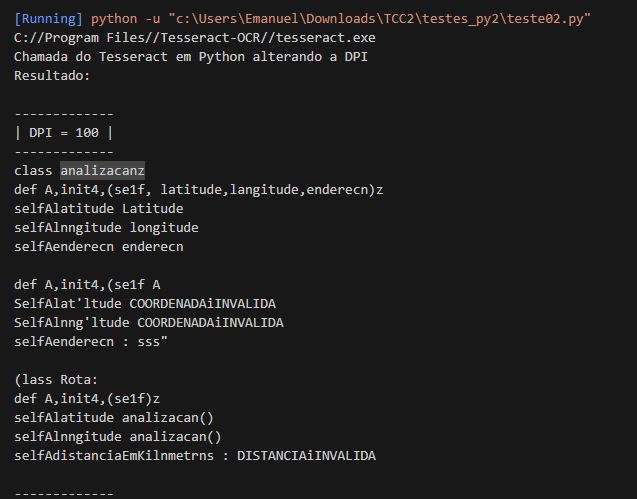 [Running] python -u "c:\Users\Emanuel\Downloads\TCC2\testes_py2\teste02.py"
C://Program Files//Tesseract-OCR//tesseract.exe
Chamada do Tesseract em Python alterando a DPI
Resultado:
-------------
| DPI = 100 |
-------------
class analizacanz
def A,init4,(se1f, latitude,langitude,enderecn)z
selfAlatitude Latitude
selfAlnngitude longitude
selfAenderecn enderecn
def A,init4,(se1f A
SelfAlat'ltude COORDENADAiINVALIDA
SelfAlnng'ltude COORDENADAiINVALIDA
selfAenderecn : sss"
(lass Rota:
def A,init4,(se1f)z
selfAlatitude analizacan()
selfAlnngitude analizacan()
selfAdistanciaEmKilnmetrns : DISTANCIAiINVALIDA
-------------